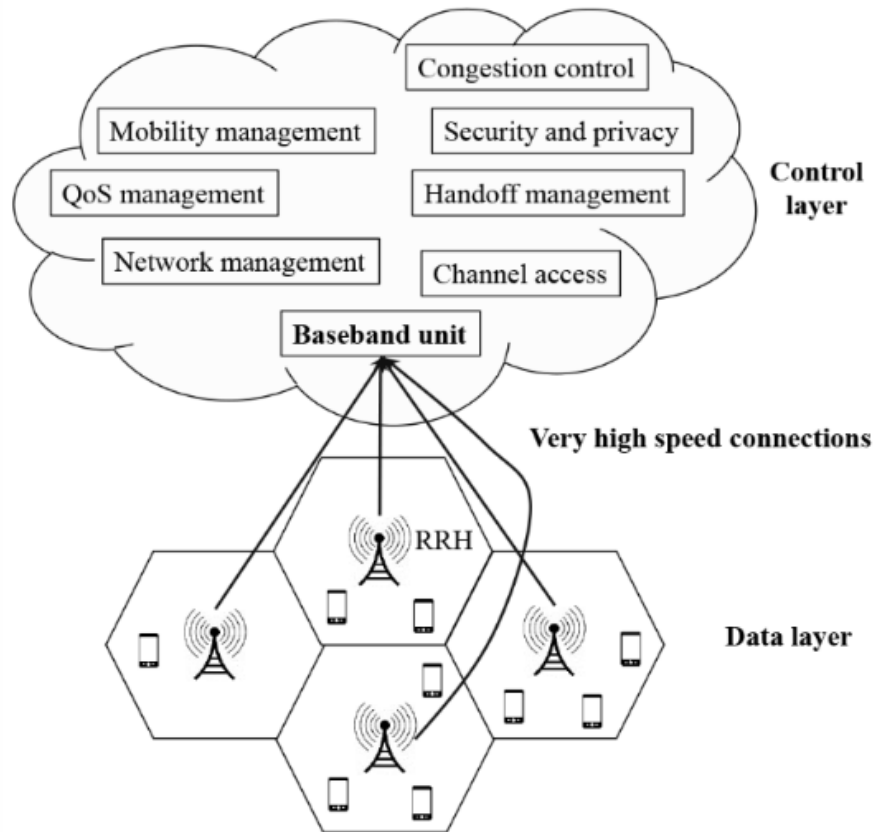 Congestion control
Mobility management
Security and privacy
QoS management
Handoff management
Control
layer
Network management
Channel access
Baseband unit
Very high speed connections
RRH
Data layer